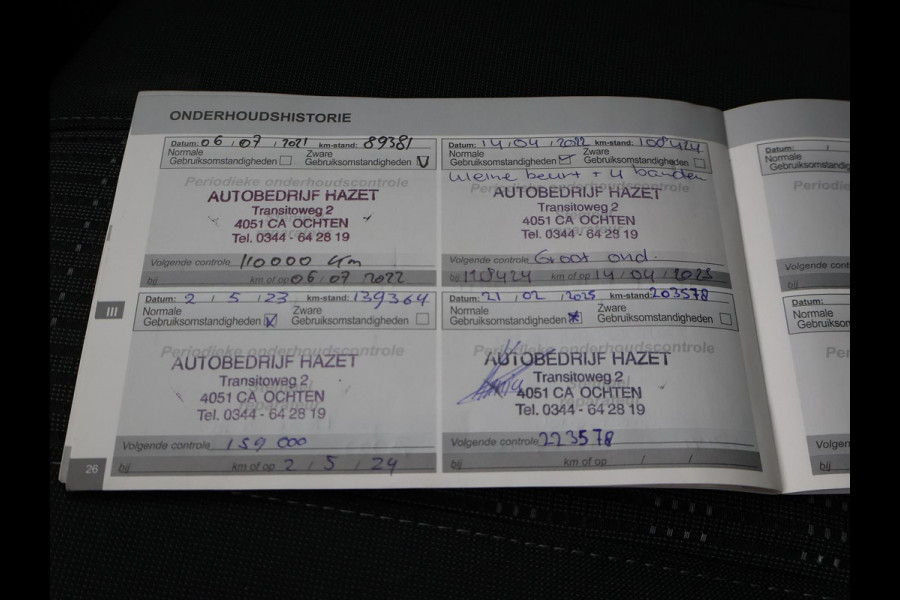 ONDERHOUDSHISTORIE
Datum: 06 / 07 / 2021 km-stand: 89381
Normale Zware
Gebruiksomstandigheden Gebruiksomstandigheden V
Periodieke onderhoudscontrole
AUTOBEDRIJF HAZET
Transitoweg 2
4051 CA OCHTEN
Tel. 0344 - 64 28 19
Volgende controle 110000 km
bij km of op 06 / 07 / 2022
Datum: 14 / 04 / 2022 km-stand: 108424
Normale Zware
Gebruiksomstandigheden Gebruiksomstandigheden
kleine beurt + 4 banden
Periodieke onderhoudscontrole
AUTOBEDRIJF HAZET
Transitoweg 2
4051 CA OCHTEN
Tel. 0344 - 64 28 19
Volgende controle Groot ond.
bij 128424 km of op 14 / 04 / 2023
III
Datum: 2 / 5 / 23 km-stand: 139364
Normale Zware
Gebruiksomstandigheden X Gebruiksomstandigheden
Periodieke onderhoudscontrole
AUTOBEDRIJF HAZET
Transitoweg 2
4051 CA OCHTEN
Tel. 0344 - 64 28 19
Volgende controle 159 000
bij km of op 2 / 5 / 24
Datum: 21 / 02 / 2025 km-stand: 203578
Normale Zware
Gebruiksomstandigheden X Gebruiksomstandigheden
Periodieke onderhoudscontrole
AUTOBEDRIJF HAZET
Transitoweg 2
4051 CA OCHTEN
Tel. 0344 - 64 28 19
Volgende controle 223578
bij km of op / /
26
Datum: /
Normale
Periodieke
Volgende
bij
Datum:
Normale
bij